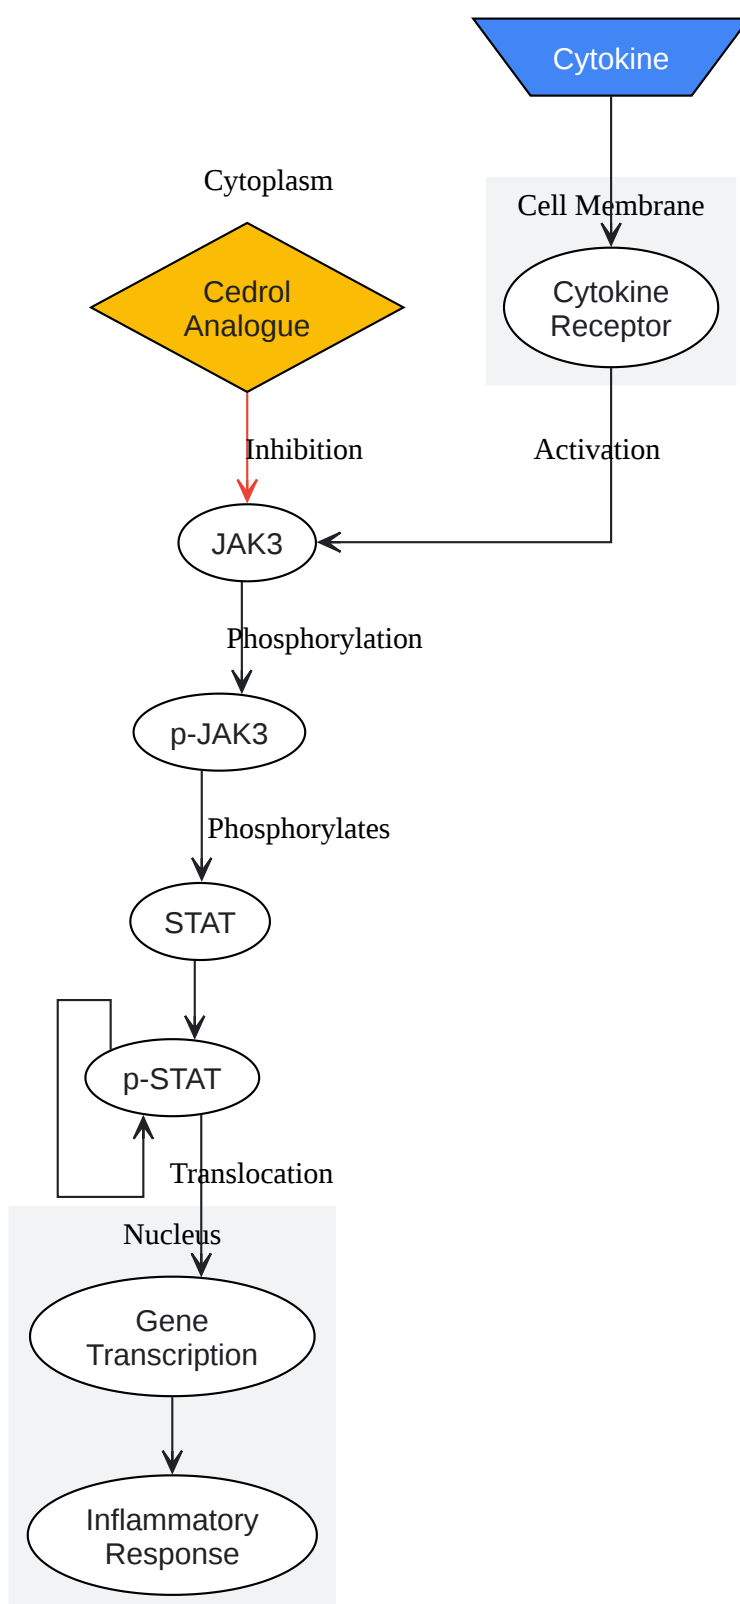 Cytokine
Cytoplasm
Cell Membrane
Cedrol
Analogue
Cytokine
Receptor
Inhibition
Activation
JAK3
Phosphorylation
p-JAK3
Phosphorylates
STAT
p-STAT
Translocation
Nucleus
Gene
Transcription
Inflammatory
Response